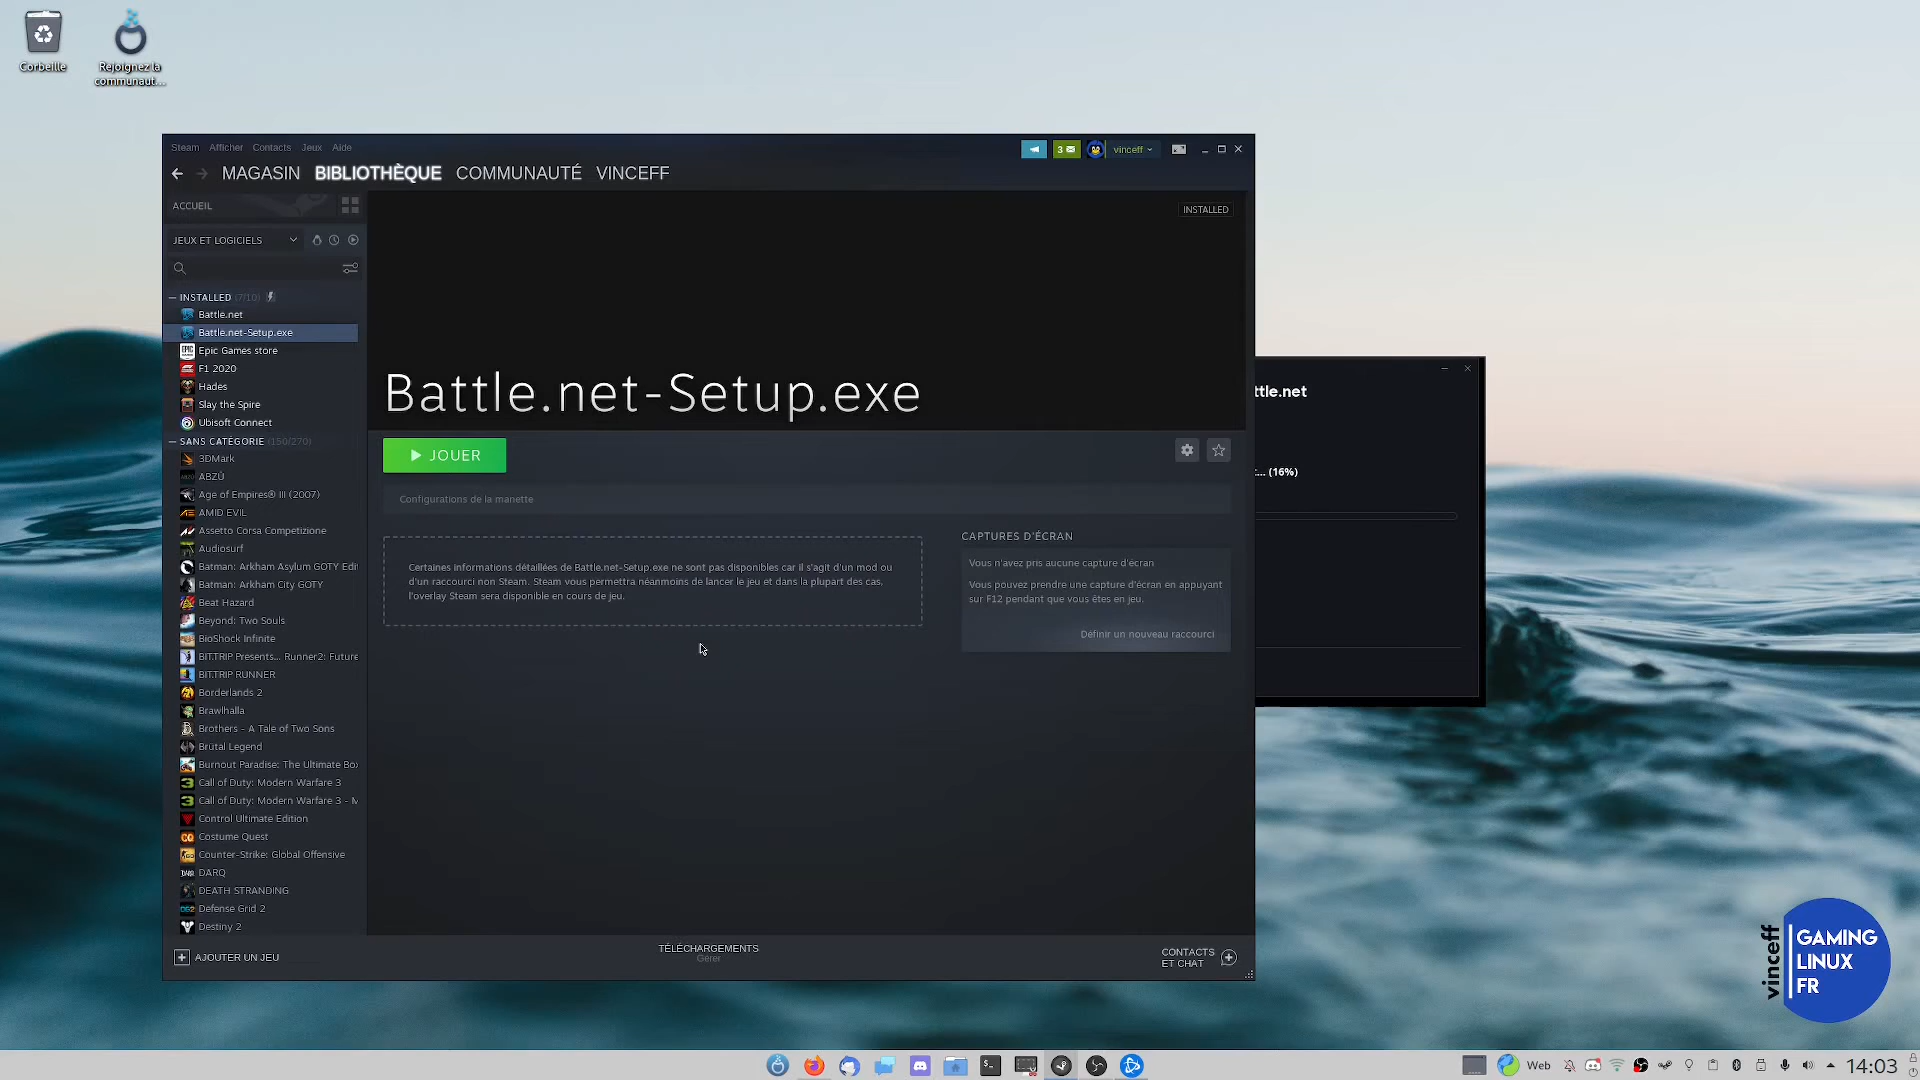 Corbeille
Rejoignez la
communaut...
Steam Afficher Contacts Jeux Aide
3
vinceff
MAGASIN BIBLIOTHÈQUE COMMUNAUTÉ VINCEFF
ACCUEIL
INSTALLED
JEUX ET LOGICIELS
— INSTALLED (7/10)
Battle.net
Battle.net-Setup.exe
Epic Games store
F1 2020
Hades
Slay the Spire
Ubisoft Connect
— SANS CATÉGORIE (150/270)
3DMark
ABZÛ
Age of Empires® III (2007)
AMID EVIL
Assetto Corsa Competizione
Audiosurf
Batman: Arkham Asylum GOTY Edi
Batman: Arkham City GOTY
Beat Hazard
Beyond: Two Souls
BioShock Infinite
BIT.TRIP Presents... Runner2: Future
BIT.TRIP RUNNER
Borderlands 2
Brawlhalla
Brothers - A Tale of Two Sons
Brütal Legend
Burnout Paradise: The Ultimate Box
Call of Duty: Modern Warfare 3
Call of Duty: Modern Warfare 3 - M
Control Ultimate Edition
Costume Quest
Counter-Strike: Global Offensive
DARQ
DEATH STRANDING
Defense Grid 2
Destiny 2
Battle.net-Setup.exe
JOUER
Configurations de la manette
Certaines informations détaillées de Battle.net-Setup.exe ne sont pas disponibles car il s'agit d'un mod ou
d'un raccourci non Steam. Steam vous permettra néanmoins de lancer le jeu et dans la plupart des cas,
l'overlay Steam sera disponible en cours de jeu.
CAPTURES D'ÉCRAN
Vous n'avez pris aucune capture d'écran
Vous pouvez prendre une capture d'écran en appuyant
sur F12 pendant que vous êtes en jeu.
Définir un nouveau raccourci
ttle.net
... (16%)
AJOUTER UN JEU
TÉLÉCHARGEMENTS
Gérer
CONTACTS
ET CHAT
vinceff
GAMING
LINUX
FR
Web
14:03